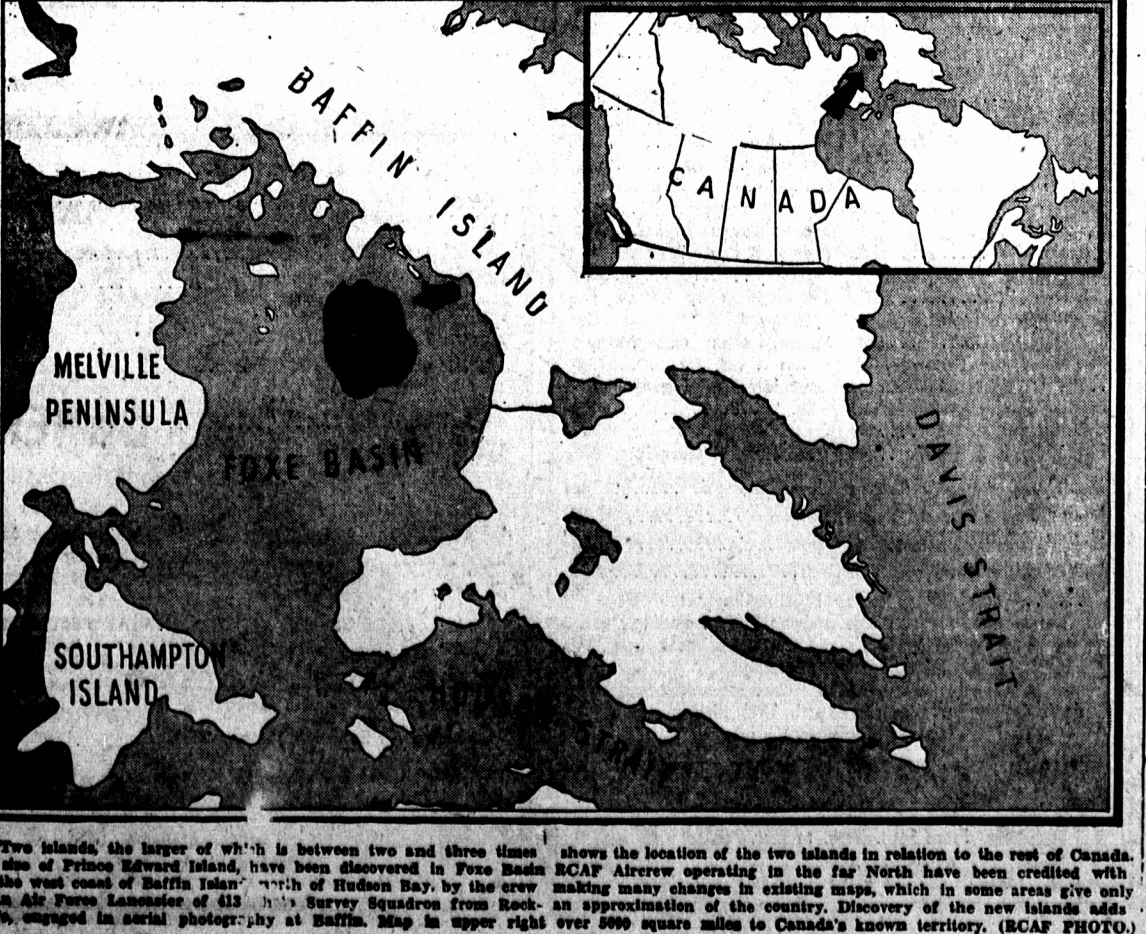 BAFFIN ISLAND
CANADA
MELVILLE
PENINSULA
FOXE BASIN
DAVIS STRAIT
SOUTHAMPTON
ISLAND
STRAIT
Two islands, the larger of which is between two and three times
size of Prince Edward Island, have been discovered in Foxe Basin
the west coast of Baffin north of Hudson Bay, by the crew
Air Force Lancaster of 413 Survey Squadron from Rock-
engaged in aerial photography at Baffin. Map in upper right
shows the location of the two islands in relation to the rest of Canada.
RCAF Aircrew operating in the far North have been credited with
making many changes in existing maps, which in some areas give only
an approximation of the country. Discovery of the new islands adds
over 5000 square miles to Canada's known territory. (RCAF PHOTO.)